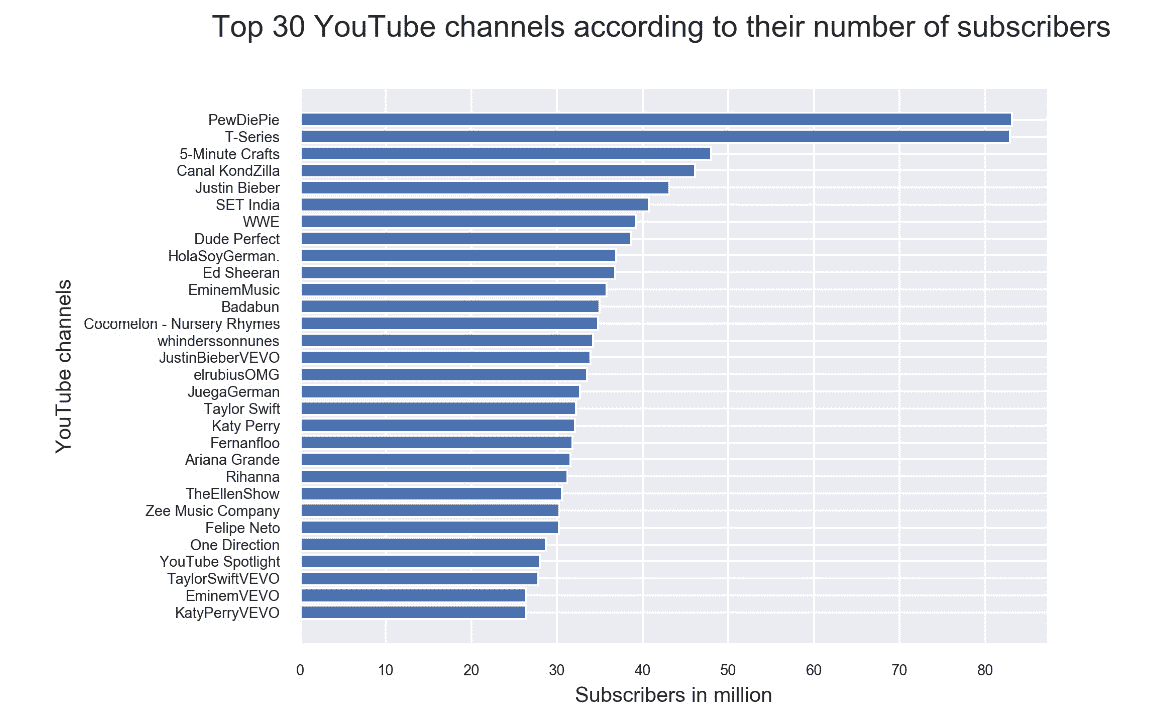 Top 30 YouTube channels according to their number of subscribers
YouTube channels
PewDiePie
T-Series
5-Minute Crafts
Canal KondZilla
Justin Bieber
SET India
WWE
Dude Perfect
HolaSoyGerman.
Ed Sheeran
EminemMusic
Badabun
Cocomelon - Nursery Rhymes
whinderssonnunes
JustinBieberVEVO
elrubiusOMG
JuegaGerman
Taylor Swift
Katy Perry
Fernanfloo
Ariana Grande
Rihanna
TheEllenShow
Zee Music Company
Felipe Neto
One Direction
YouTube Spotlight
TaylorSwiftVEVO
EminemVEVO
KatyPerryVEVO
0 10 20 30 40 50 60 70 80
Subscribers in million